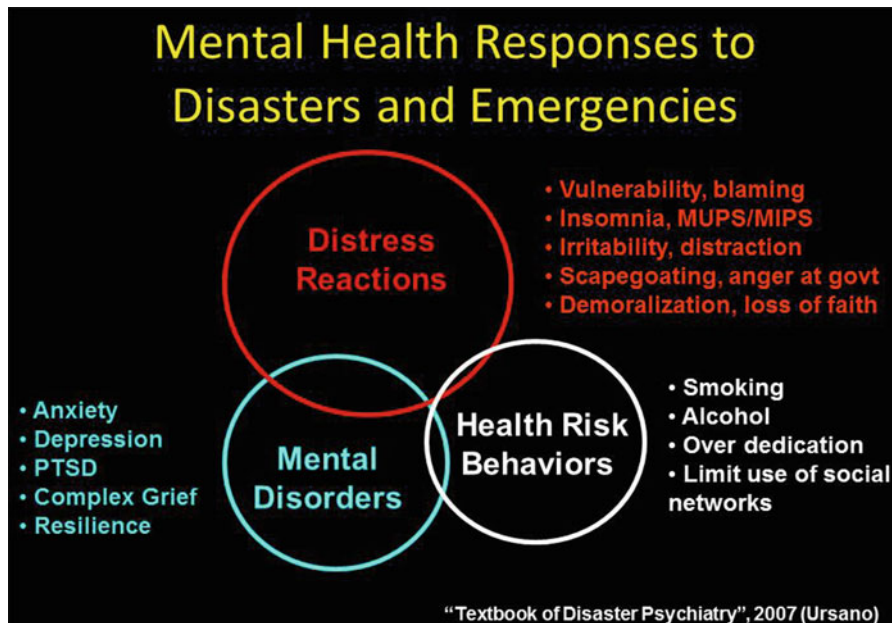 Mental Health Responses to
Disasters and Emergencies
Distress
Reactions
• Vulnerability, blaming
• Insomnia, MUPS/MIPS
• Irritability, distraction
• Scapegoating, anger at govt
• Demoralization, loss of faith
• Anxiety
• Depression
• PTSD
• Complex Grief
• Resilience
Mental
Disorders
Health Risk
Behaviors
• Smoking
• Alcohol
• Over dedication
• Limit use of social
networks
“Textbook of Disaster Psychiatry”, 2007 (Ursano)